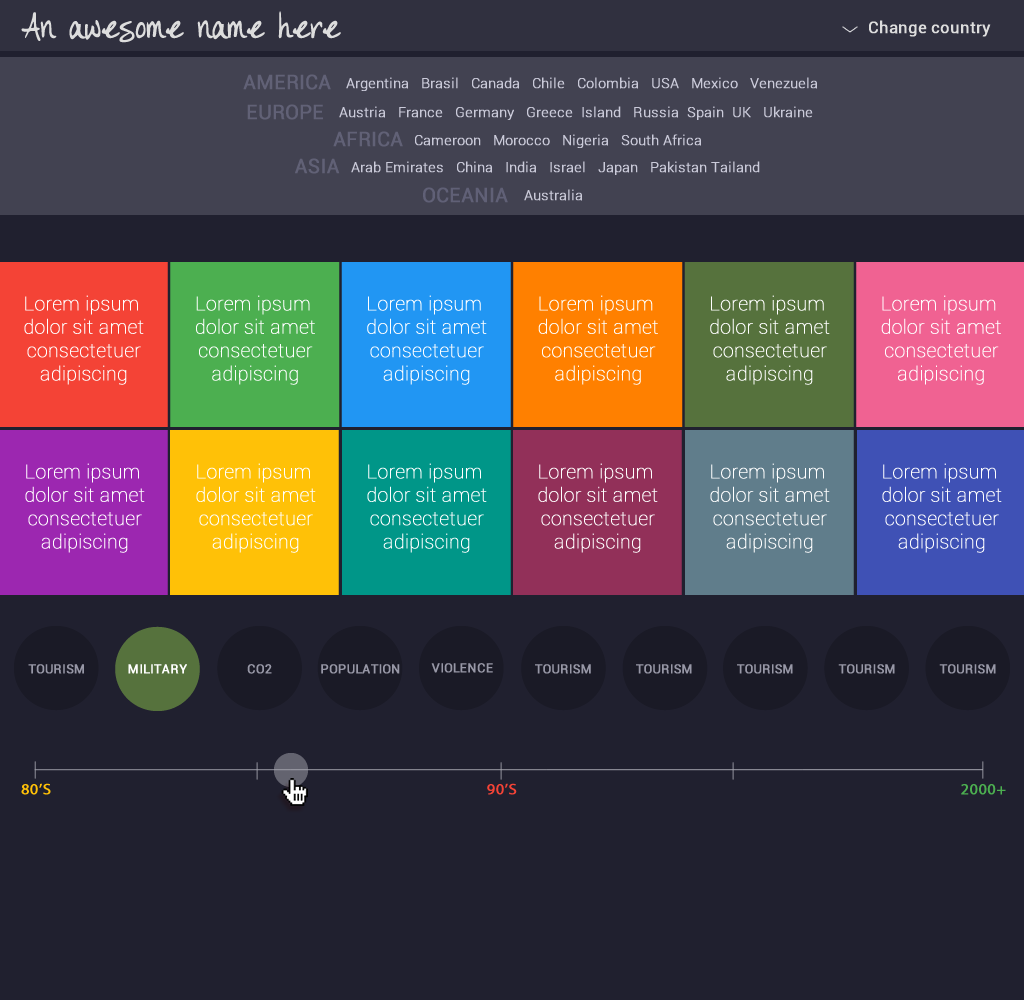 An awesome name here
Change country
AMERICA Argentina Brasil Canada Chile Colombia USA Mexico Venezuela
EUROPE Austria France Germany Greece Island Russia Spain UK Ukraine
AFRICA Cameroon Morocco Nigeria South Africa
ASIA Arab Emirates China India Israel Japan Pakistan Tailand
OCEANIA Australia
Lorem ipsum
dolor sit amet
consectetuer
adipiscing
Lorem ipsum
dolor sit amet
consectetuer
adipiscing
Lorem ipsum
dolor sit amet
consectetuer
adipiscing
Lorem ipsum
dolor sit amet
consectetuer
adipiscing
Lorem ipsum
dolor sit amet
consectetuer
adipiscing
Lorem ipsum
dolor sit amet
consectetuer
adipiscing
Lorem ipsum
dolor sit amet
consectetuer
adipiscing
Lorem ipsum
dolor sit amet
consectetuer
adipiscing
Lorem ipsum
dolor sit amet
consectetuer
adipiscing
Lorem ipsum
dolor sit amet
consectetuer
adipiscing
Lorem ipsum
dolor sit amet
consectetuer
adipiscing
Lorem ipsum
dolor sit amet
consectetuer
adipiscing
TOURISM
MILITARY
CO2
POPULATION
VIOLENCE
TOURISM
TOURISM
TOURISM
TOURISM
TOURISM
80'S
90'S
2000+